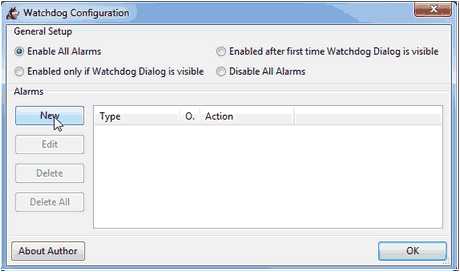 Watchdog Configuration
General Setup
Enable All Alarms
Enabled after first time Watchdog Dialog is visible
Enabled only if Watchdog Dialog is visible
Disable All Alarms
Alarms
New
Type O. Action
Edit
Delete
Delete All
About Author
OK